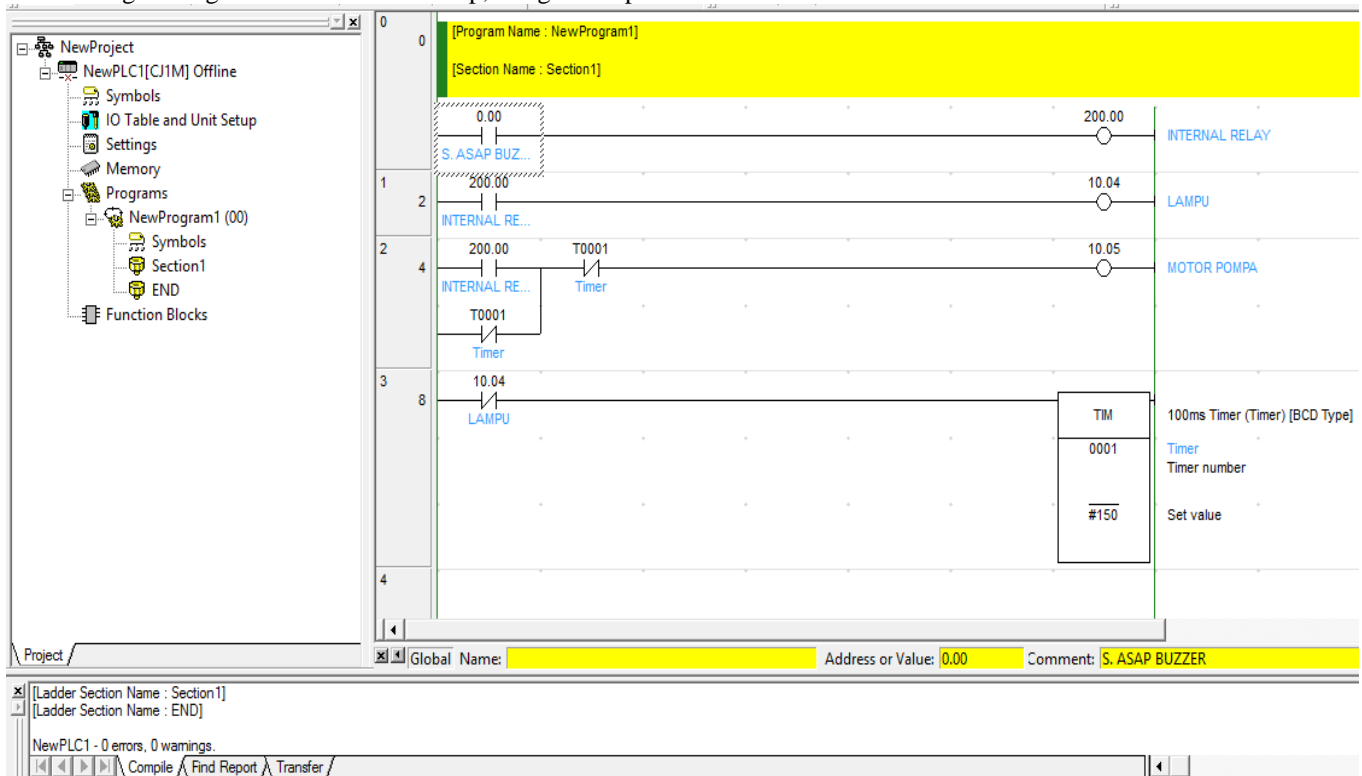 NewProject
NewPLC1[CJ1M] Offline
Symbols
IO Table and Unit Setup
Settings
Memory
Programs
NewProgram1 (00)
Symbols
Section1
END
Function Blocks
Project
0
0
[Program Name : NewProgram1]
[Section Name : Section1]
0.00
200.00
S. ASAP BUZ...
INTERNAL RELAY
1
2
200.00
10.04
INTERNAL RE...
LAMPU
2
4
200.00
T0001
10.05
INTERNAL RE...
Timer
MOTOR POMPA
T0001
Timer
3
8
10.04
LAMPU
TIM
100ms Timer (Timer) [BCD Type]
0001
Timer
Timer number
#150
Set value
4
Global Name:
Address or Value: 0.00
Comment: S. ASAP BUZZER
[Ladder Section Name : Section1]
[Ladder Section Name : END]
NewPLC1 - 0 errors, 0 warnings.
Compile Find Report Transfer